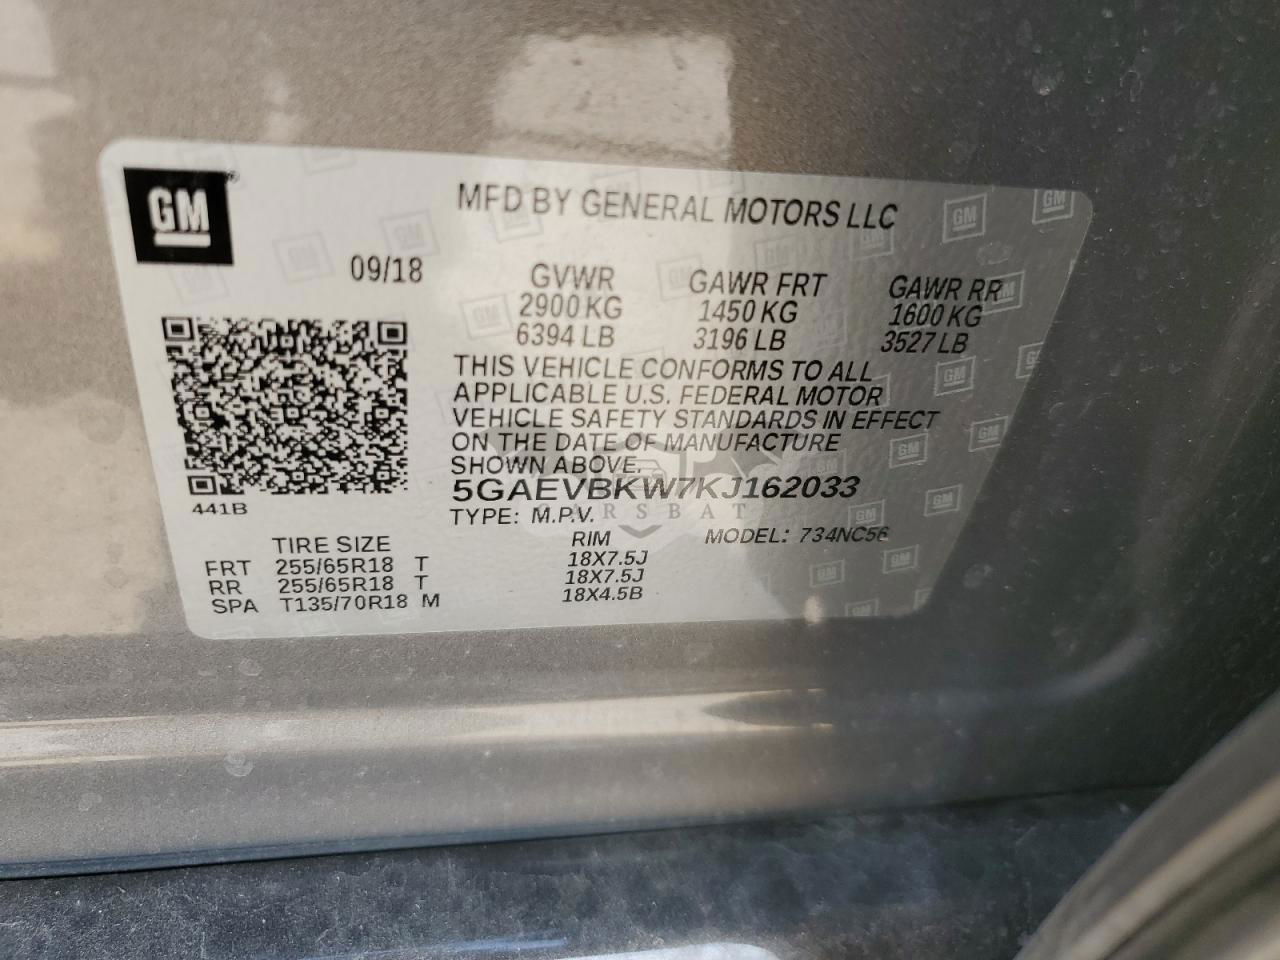 GM
MFD BY GENERAL MOTORS LLC
09/18
GVWR GAWR FRT GAWR RR
2900 KG 1450 KG 1600 KG
6394 LB 3196 LB 3527 LB
THIS VEHICLE CONFORMS TO ALL
APPLICABLE U.S. FEDERAL MOTOR
VEHICLE SAFETY STANDARDS IN EFFECT
ON THE DATE OF MANUFACTURE
SHOWN ABOVE.
5GAEVBKW7KJ162033
441B
TYPE: M.P.V. MODEL: 734NC56
TIRE SIZE RIM
FRT 255/65R18 T 18X7.5J
RR 255/65R18 T 18X7.5J
SPA T135/70R18 M 18X4.5B
CARSBAT